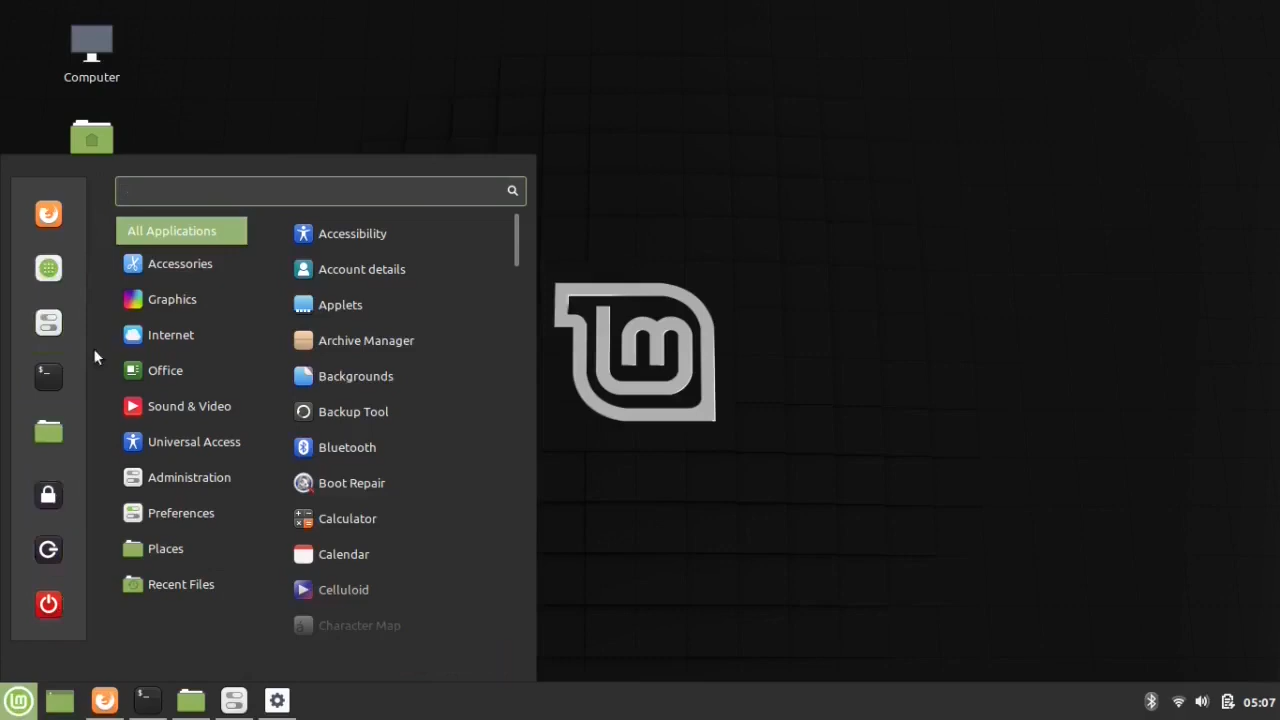 Computer
All Applications
Accessories
Graphics
Internet
Office
Sound & Video
Universal Access
Administration
Preferences
Places
Recent Files
Accessibility
Account details
Applets
Archive Manager
Backgrounds
Backup Tool
Bluetooth
Boot Repair
Calculator
Calendar
Celluloid
Character Map
lm
05:07